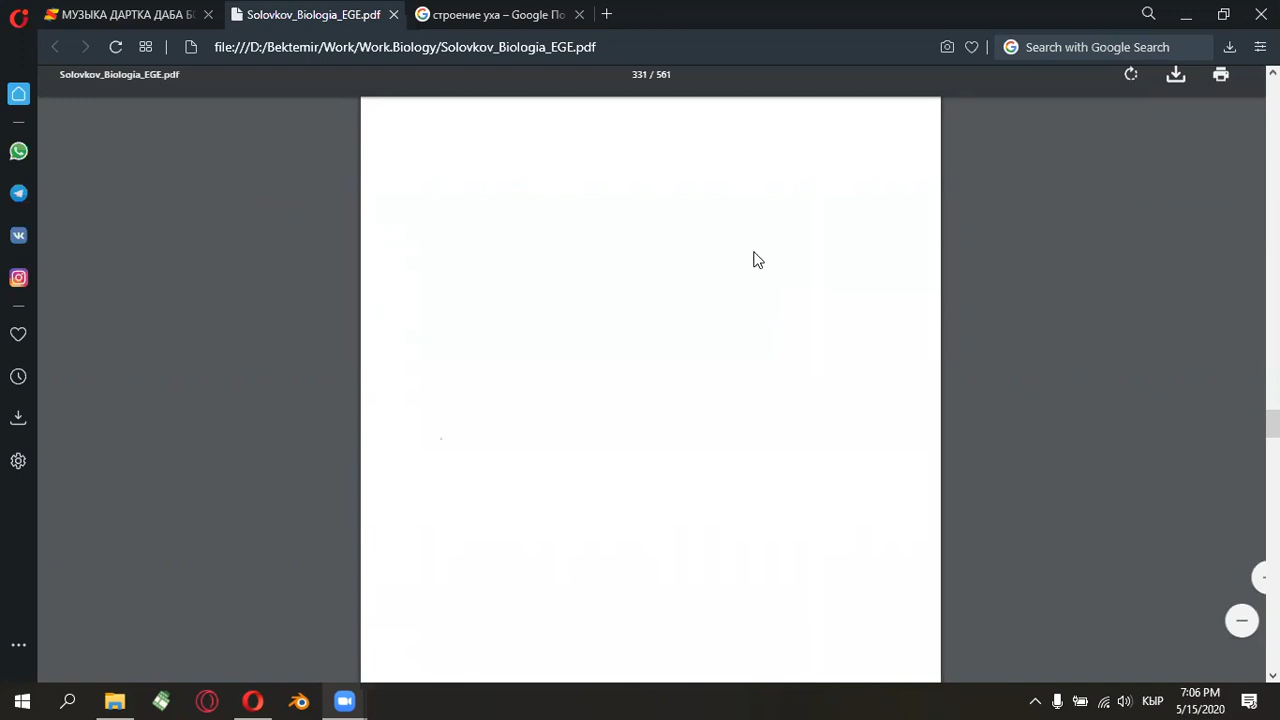 МУЗЫКА ДАРТКА ДАБА БО
Solovkov_Biologia_EGE.pdf
строение уха – Google По
file:///D:/Bektemir/Work/Work.Biology/Solovkov_Biologia_EGE.pdf
Search with Google Search
Solovkov_Biologia_EGE.pdf
331 / 561
КЫР
7:06 PM
5/15/2020